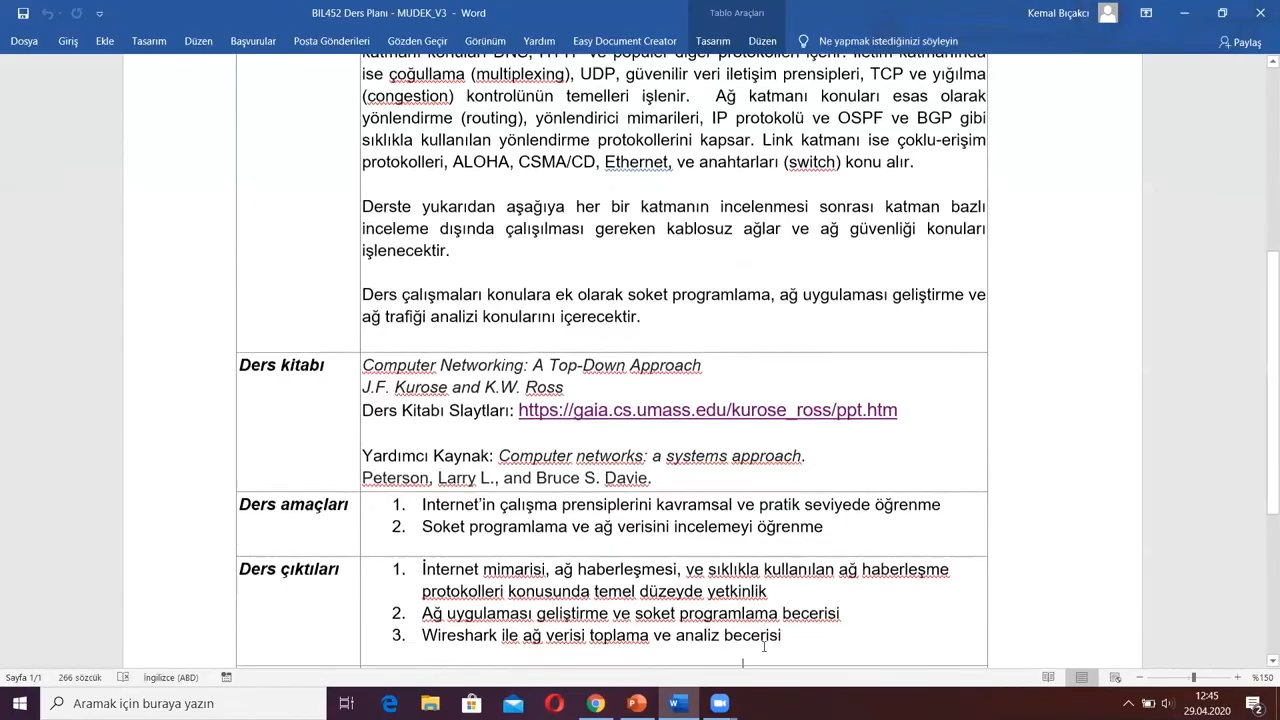 BIL452 Ders Planı - MUDEK_V3 - Word
Tablo Araçları
Kemal Bıçakcı
Dosya Giriş Ekle Tasarım Düzen Başvurular Posta Gönderileri Gözden Geçir Görünüm Yardım Easy Document Creator Tasarım Düzen Ne yapmak istediğinizi söyleyin Paylaş
ise çoğullama (multiplexing), UDP, güvenilir veri iletişim prensipleri, TCP ve yığılma
(congestion) kontrolünün temelleri işlenir. Ağ katmanı konuları esas olarak
yönlendirme (routing), yönlendirici mimarileri, IP protokolü ve OSPF ve BGP gibi
sıklıkla kullanılan yönlendirme protokollerini kapsar. Link katmanı ise çoklu-erişim
protokolleri, ALOHA, CSMA/CD, Ethernet, ve anahtarları (switch) konu alır.
Derste yukarıdan aşağıya her bir katmanın incelenmesi sonrası katman bazlı
inceleme dışında çalışılması gereken kablosuz ağlar ve ağ güvenliği konuları
işlenecektir.
Ders çalışmaları konulara ek olarak soket programlama, ağ uygulaması geliştirme ve
ağ trafiği analizi konularını içerecektir.
Ders kitabı
Computer Networking: A Top-Down Approach
J.F. Kurose and K.W. Ross
Ders Kitabı Slaytları: https://gaia.cs.umass.edu/kurose_ross/ppt.htm
Yardımcı Kaynak: Computer networks: a systems approach.
Peterson, Larry L., and Bruce S. Davie.
Ders amaçları
1. Internet’in çalışma prensiplerini kavramsal ve pratik seviyede öğrenme
2. Soket programlama ve ağ verisini incelemeyi öğrenme
Ders çıktıları
1. İnternet mimarisi, ağ haberleşmesi, ve sıklıkla kullanılan ağ haberleşme
protokolleri konusunda temel düzeyde yetkinlik
2. Ağ uygulaması geliştirme ve soket programlama becerisi
3. Wireshark ile ağ verisi toplama ve analiz becerisi
Sayfa 1/1 266 sözcük İngilizce (ABD) %150
Aramak için buraya yazın
12:45
29.04.2020
2